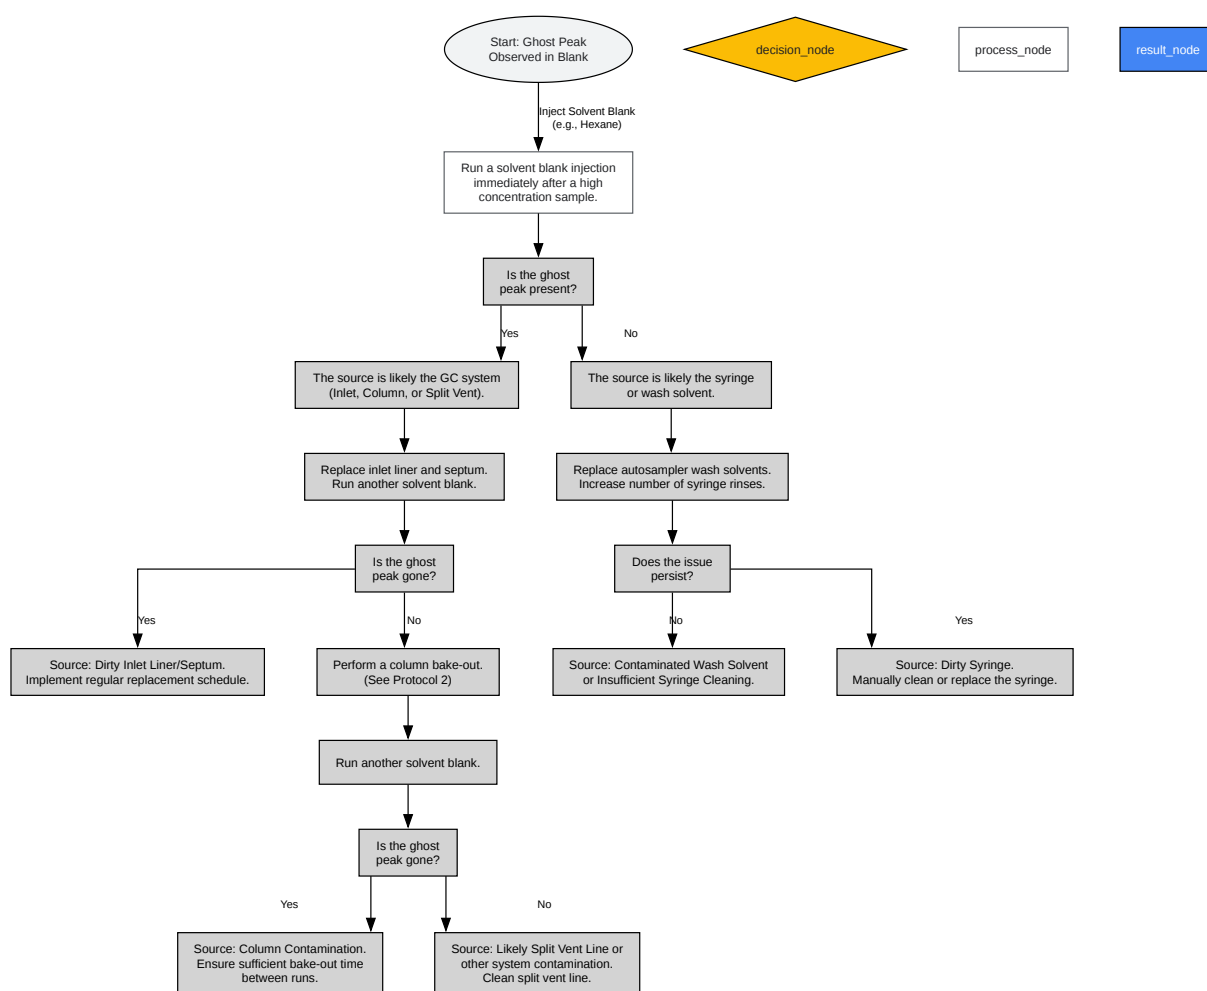 Start: Ghost Peak
Observed in Blank
decision_node
process_node
result_node
Inject Solvent Blank
(e.g., Hexane)
Run a solvent blank injection
immediately after a high
concentration sample.
Is the ghost
peak present?
Yes
No
The source is likely the GC system
(Inlet, Column, or Split Vent).
The source is likely the syringe
or wash solvent.
Replace inlet liner and septum.
Run another solvent blank.
Replace autosampler wash solvents.
Increase number of syringe rinses.
Is the ghost
peak gone?
Does the issue
persist?
Yes
No
No
Yes
Source: Dirty Inlet Liner/Septum.
Implement regular replacement schedule.
Perform a column bake-out.
(See Protocol 2)
Source: Contaminated Wash Solvent
or Insufficient Syringe Cleaning.
Source: Dirty Syringe.
Manually clean or replace the syringe.
Run another solvent blank.
Is the ghost
peak gone?
Yes
No
Source: Column Contamination.
Ensure sufficient bake-out time
between runs.
Source: Likely Split Vent Line or
other system contamination.
Clean split vent line.